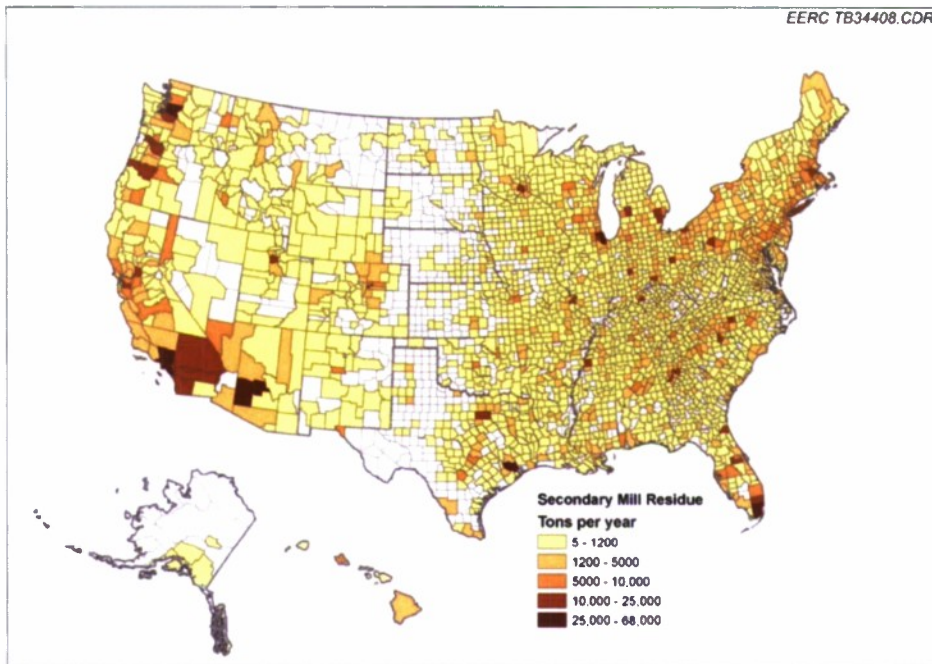 EERC TB34408.CDR
Secondary Mill Residue
Tons per year
5 - 1200
1200 - 5000
5000 - 10,000
10,000 - 25,000
25,000 - 68,000